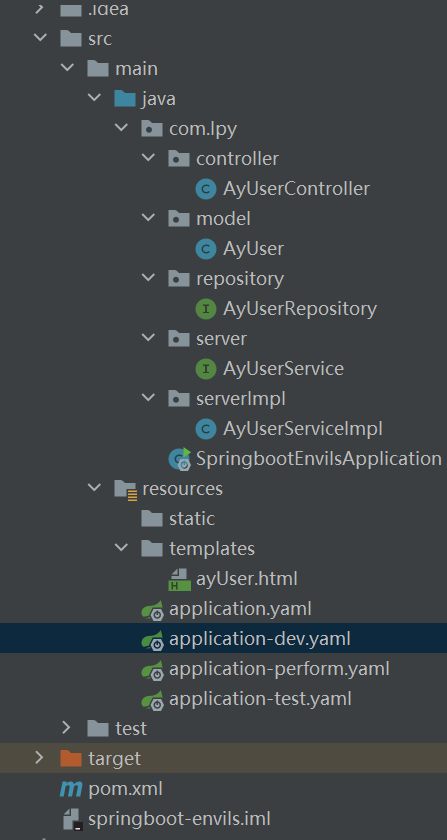 .idea
src
main
java
com.lpy
controller
C AyUserController
model
C AyUser
repository
I AyUserRepository
server
I AyUserService
serverImpl
C AyUserServiceImpl
SpringbootEnvilsApplication
resources
static
templates
H ayUser.html
application.yaml
application-dev.yaml
application-perform.yaml
application-test.yaml
test
target
m pom.xml
springboot-envils.iml